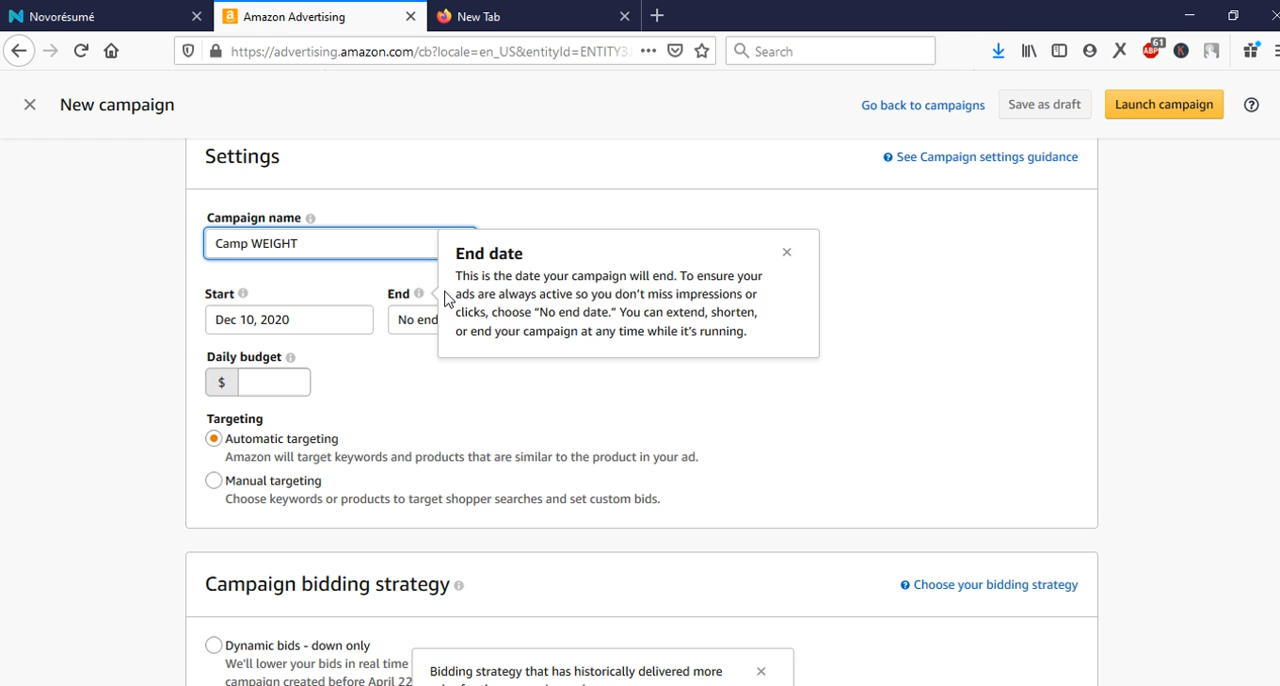 Novorésumé
Amazon Advertising
New Tab
https://advertising.amazon.com/cb?locale=en_US&entityId=ENTITY3
Search
61
New campaign
Go back to campaigns
Save as draft
Launch campaign
Settings
See Campaign settings guidance
Campaign name
Camp WEIGHT
Start
Dec 10, 2020
End
No end
End date
This is the date your campaign will end. To ensure your
ads are always active so you don't miss impressions or
clicks, choose "No end date." You can extend, shorten,
or end your campaign at any time while it's running.
Daily budget
$
Targeting
Automatic targeting
Amazon will target keywords and products that are similar to the product in your ad.
Manual targeting
Choose keywords or products to target shopper searches and set custom bids.
Campaign bidding strategy
Choose your bidding strategy
Dynamic bids - down only
We'll lower your bids in real time
campaign created before April 22
Bidding strategy that has historically delivered more